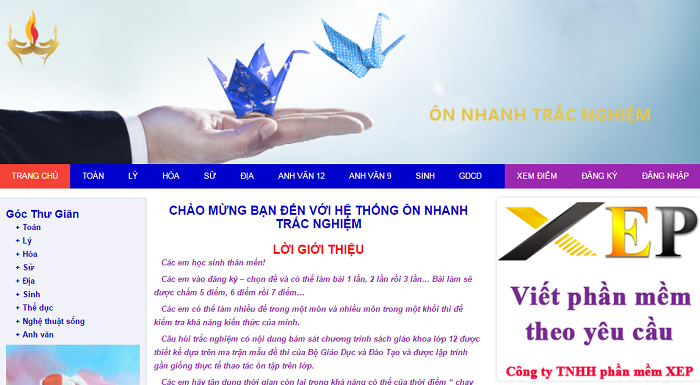 ÔN NHANH TRẮC NGHIỆM
TRANG CHỦ TOÁN LÝ HÓA SỬ ĐỊA ANH VĂN 12 ANH VĂN 9 SINH GDCD XEM ĐIỂM ĐĂNG KÝ ĐĂNG NHẬP
Góc Thư Giãn
+ Toán
+ Lý
+ Hóa
+ Sử
+ Địa
+ Sinh
+ Thể dục
+ Nghệ thuật sống
+ Anh văn
CHÀO MỪNG BẠN ĐẾN VỚI HỆ THỐNG ÔN NHANH
TRẮC NGHIỆM
LỜI GIỚI THIỆU
Các em học sinh thân mến!
Các em vào đăng ký – chọn đề và có thể làm bài 1 lần, 2 lần rồi 3 lần… Bài làm sẽ
được chấm 5 điểm, 6 điểm rồi 7 điểm…
Các em có thể làm nhiều đề trong một môn và nhiều môn trong một khối thi để
kiểm tra khả năng kiến thức của mình.
Câu hỏi trắc nghiệm có nội dung bám sát chương trình sách giáo khoa lớp 12 được
thiết kế dựa trên ma trận mẫu đề thi của Bộ Giáo Dục và Đào Tạo và được lập trình
gần giống thực tế thao tác ôn tập trên lớp.
Các em hãy tận dụng thời gian còn lại trong khả năng có thể của thời điểm “ chạy
XEP
Viết phần mềm
theo yêu cầu
Công ty TNHH phần mềm XEP